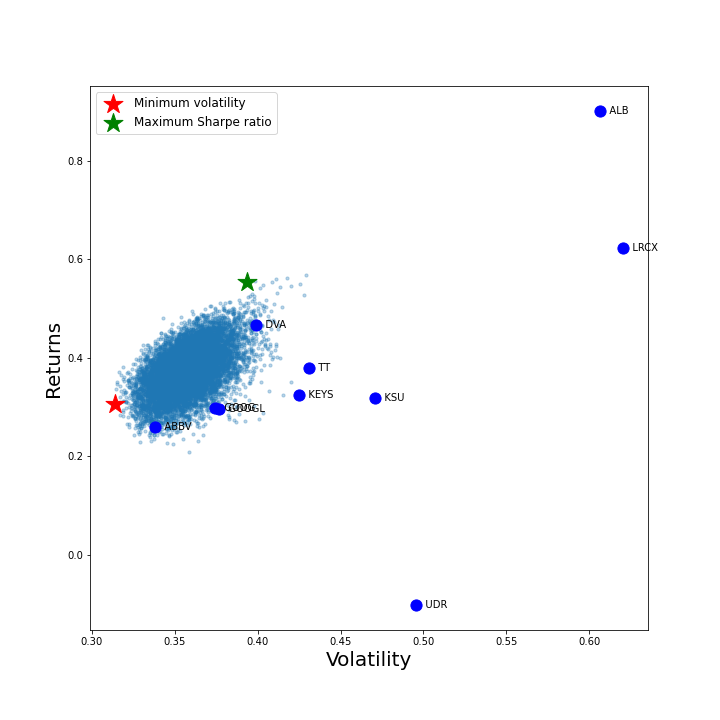 Minimum volatility
Maximum Sharpe ratio
ALB
0.8
LRCX
0.6
DVA
Returns
0.4
TT
KEYS
KSU
GOOG
GOOGL
ABBV
0.2
0.0
UDR
0.30 0.35 0.40 0.45 0.50 0.55 0.60
Volatility